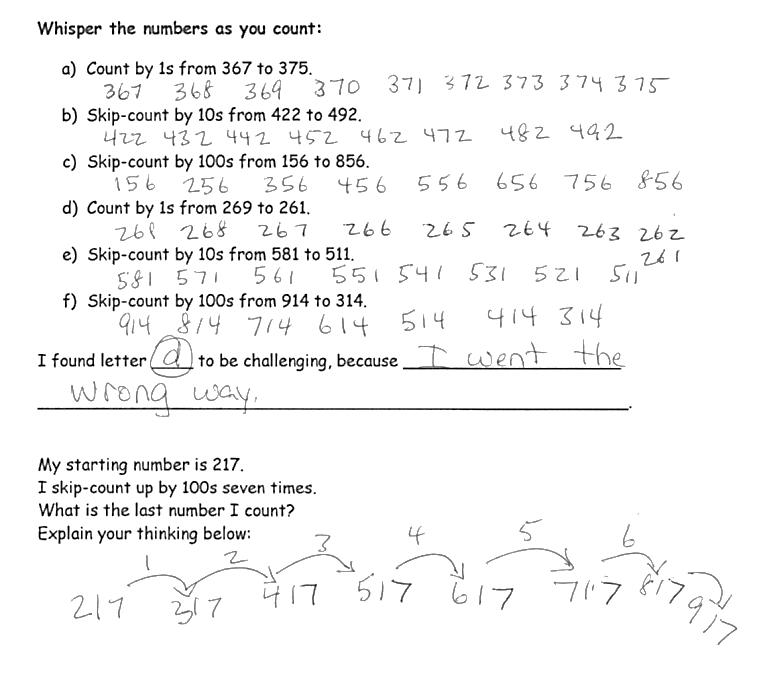 Whisper the numbers as you count:
a) Count by 1s from 367 to 375.
367 368 369 370 371 372 373 374 375
b) Skip-count by 10s from 422 to 492.
422 432 442 452 462 472 482 492
c) Skip-count by 100s from 156 to 856.
156 256 356 456 556 656 756 856
d) Count by 1s from 269 to 261.
269 268 267 266 265 264 263 262
261
e) Skip-count by 10s from 581 to 511.
581 571 561 551 541 531 521 511
f) Skip-count by 100s from 914 to 314.
914 814 714 614 514 414 314
I found letter d to be challenging, because I went the
wrong way.
My starting number is 217.
I skip-count up by 100s seven times.
What is the last number I count?
Explain your thinking below:
1 2 3 4 5 6
217 317 417 517 617 717 817 917